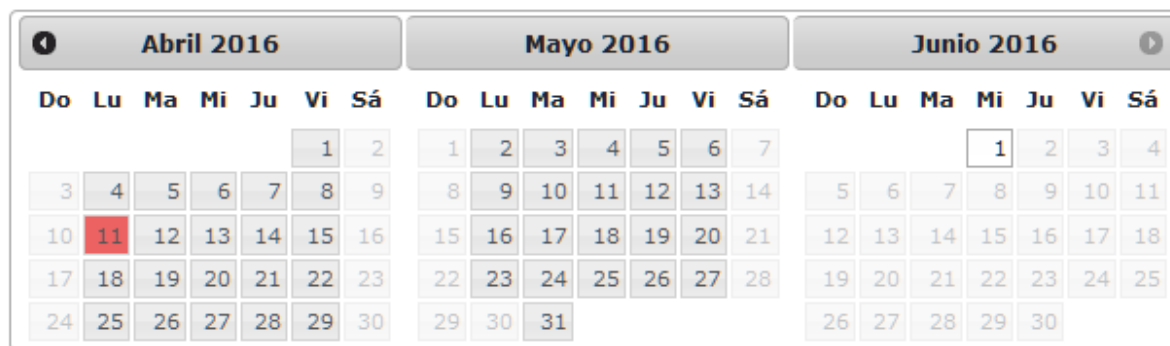 Abril 2016 Mayo 2016 Junio 2016
Do Lu Ma Mi Ju Vi Sá Do Lu Ma Mi Ju Vi Sá Do Lu Ma Mi Ju Vi Sá
1 2 1 2 3 4 5 6 7 1 2 3 4
3 4 5 6 7 8 9 8 9 10 11 12 13 14 5 6 7 8 9 10 11
10 11 12 13 14 15 16 15 16 17 18 19 20 21 12 13 14 15 16 17 18
17 18 19 20 21 22 23 22 23 24 25 26 27 28 19 20 21 22 23 24 25
24 25 26 27 28 29 30 29 30 31 26 27 28 29 30